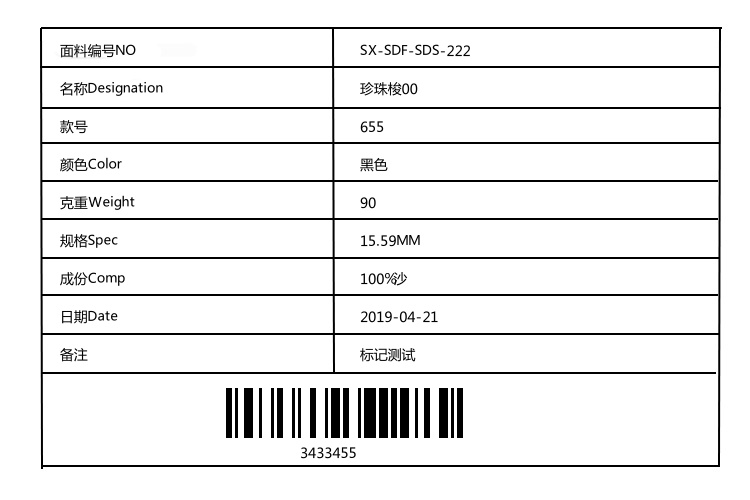 面料编号NO SX-SDF-SDS-222
名称Designation 珍珠梭00
款号 655
颜色Color 黑色
克重Weight 90
规格Spec 15.59MM
成份Comp 100%沙
日期Date 2019-04-21
备注 标记测试
3433455